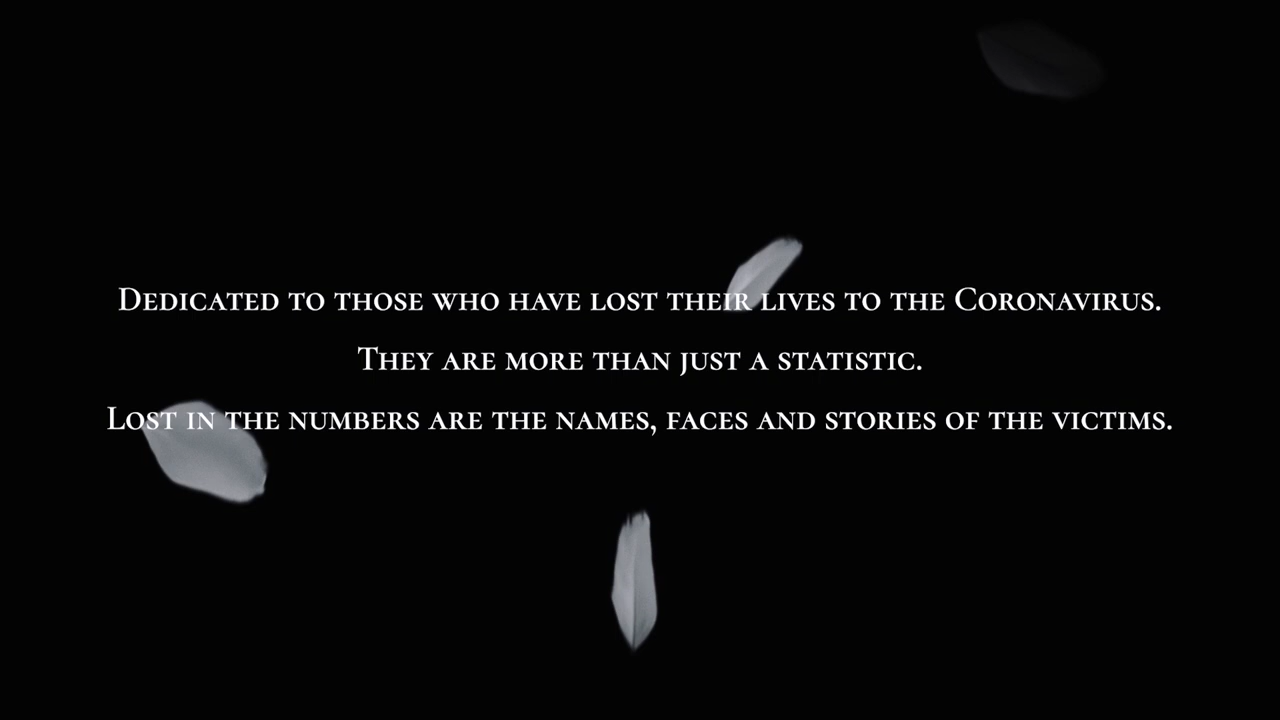 Dedicated to those who have lost their lives to the Coronavirus.
They are more than just a statistic.
Lost in the numbers are the names, faces and stories of the victims.